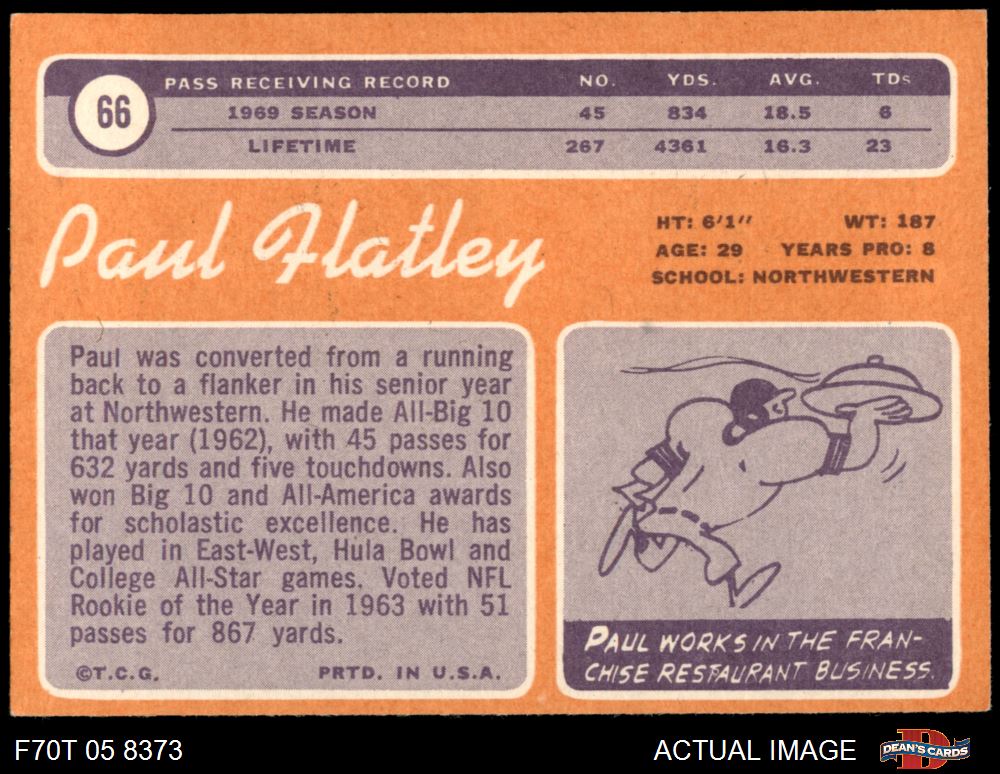 66
PASS RECEIVING RECORD NO. YDS. AVG. TDs
1969 SEASON 45 834 18.5 6
LIFETIME 267 4361 16.3 23
Paul Flatley
HT: 6'1" WT: 187
AGE: 29 YEARS PRO: 8
SCHOOL: NORTHWESTERN
Paul was converted from a running
back to a flanker in his senior year
at Northwestern. He made All-Big 10
that year (1962), with 45 passes for
632 yards and five touchdowns. Also
won Big 10 and All-America awards
for scholastic excellence. He has
played in East-West, Hula Bowl and
College All-Star games. Voted NFL
Rookie of the Year in 1963 with 51
passes for 867 yards.
©T.C.G. PRTD. IN U.S.A.
PAUL WORKS IN THE FRAN-
CHISE RESTAURANT BUSINESS.
F70T 05 8373
ACTUAL IMAGE
DEAN'S CARDS